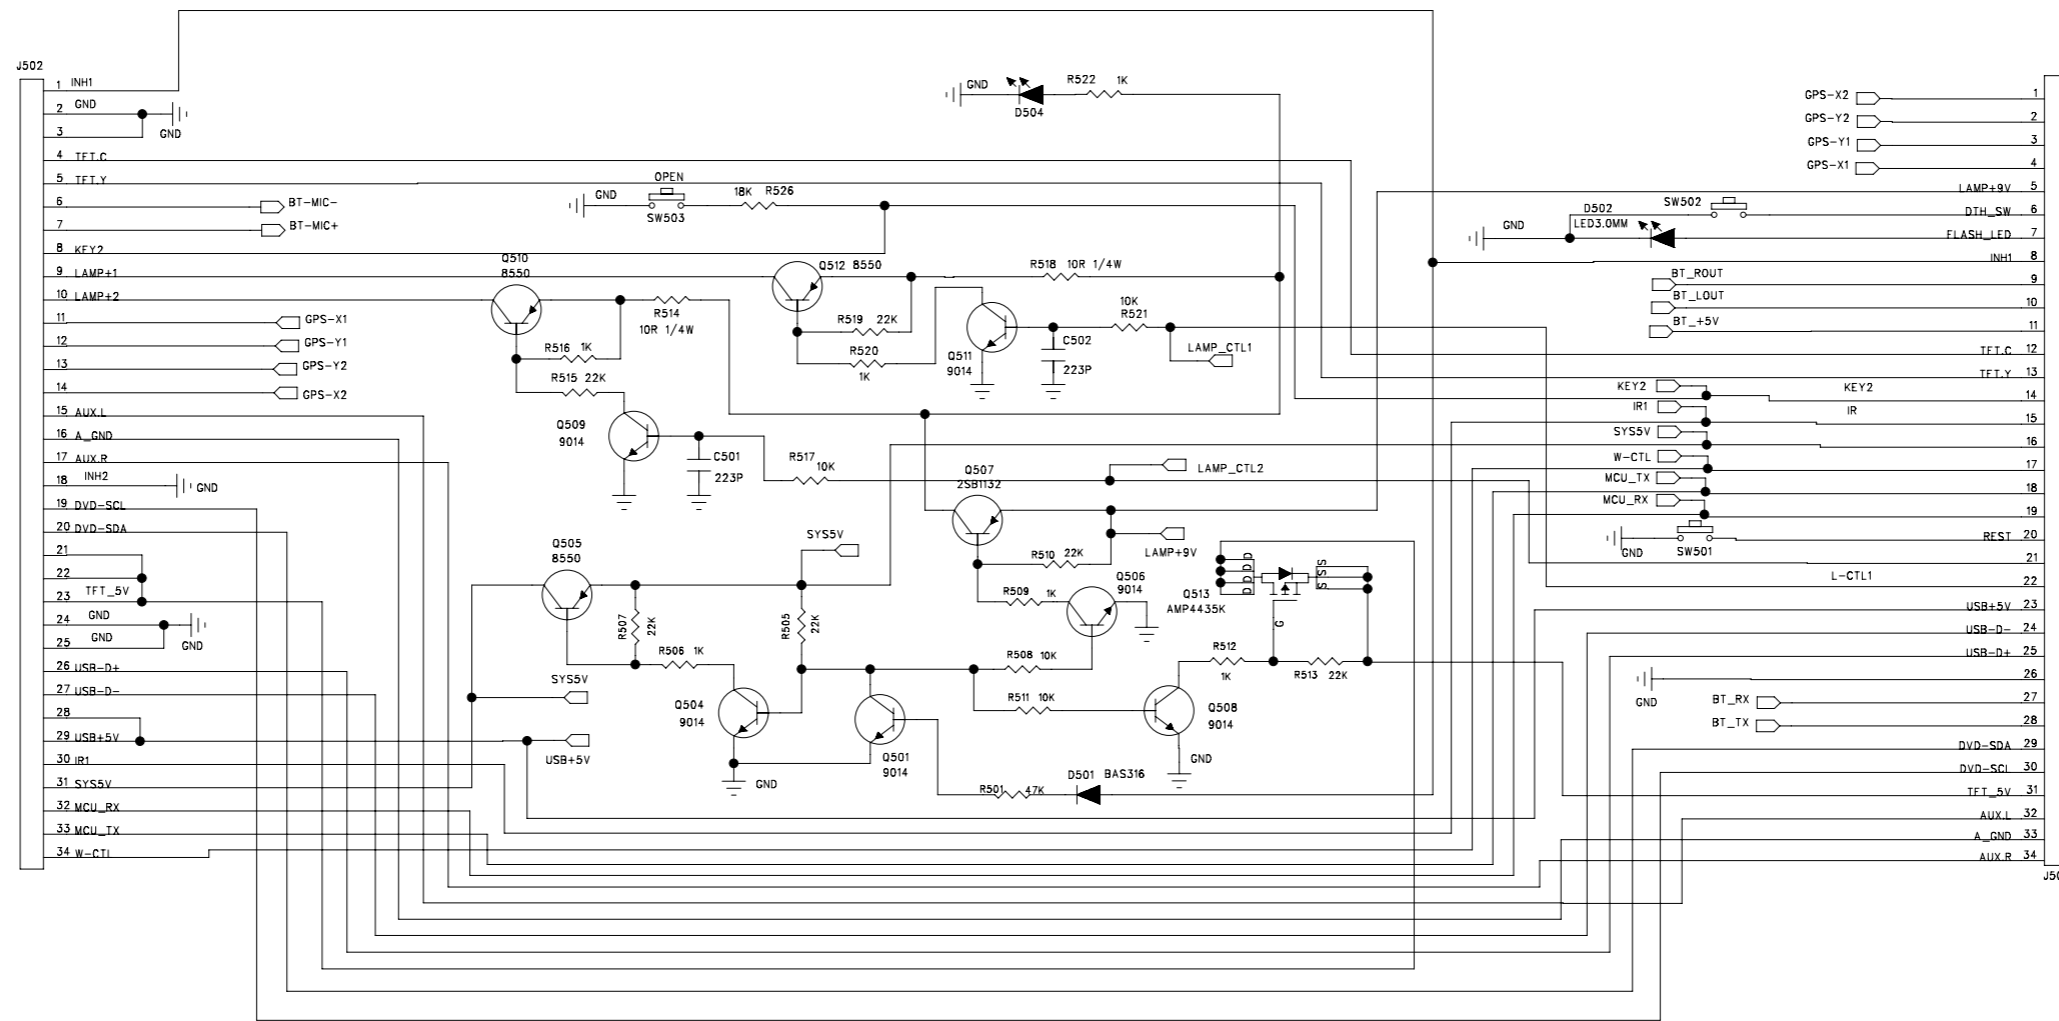 J502
1 INH1
2 GND
3
GND
4 TFT.C
5 TFT.Y
6 BT-MIC-
7 BT-MIC+
8 KEY2
9 LAMP+1
10 LAMP+2
11 GPS-X1
12 GPS-Y1
13 GPS-Y2
14 GPS-X2
15 AUX.L
16 A_GND
17 AUX.R
18 INH2 GND
19 DVD-SCL
20 DVD-SDA
21
22
23 TFT_5V
24 GND
25 GND
GND
26 USB-D+
27 USB-D-
28
29 USB+5V
30 IR1
31 SYS5V
32 MCU_RX
33 MCU_TX
34 W-CTL
GND
D504
R522 1K
OPEN
GND
SW503
18K R526
Q510
8550
Q512 8550
R518 10R 1/4W
R514
10R 1/4W
R519 22K
R520
1K
R516 1K
R515 22K
Q511
9014
C502
223P
10K
R521
LAMP_CTL1
Q509
9014
C501
223P
R517
10K
LAMP_CTL2
Q507
2SB1132
LAMP+9V
R510 22K
R509 1K
Q506
9014
Q505
8550
SYS5V
R507
22K
R505
22K
R506 1K
SYS5V
Q504
9014
GND
Q501
9014
R508 10K
R511 10K
Q508
9014
GND
R512
1K
R513 22K
Q513
AMP4435K
D D D D
S S S
G
USB+5V
R501 47K
D501 BAS316
GPS-X2 1
GPS-Y2 2
GPS-Y1 3
GPS-X1 4
LAMP+9V 5
SW502
DTH_SW 6
GND
D502
LED3.0MM
FLASH_LED 7
INH1 8
BT_ROUT 9
BT_LOUT 10
BT_+5V 11
TFT.C 12
TFT.Y 13
KEY2 KEY2 14
IR1 IR 15
SYS5V 16
W-CTL 17
MCU_TX 18
MCU_RX 19
GND
SW501
REST 20
21
L-CTL1 22
USB+5V 23
USB-D- 24
USB-D+ 25
GND 26
BT_RX 27
BT_TX 28
DVD-SDA 29
DVD-SCL 30
TFT_5V 31
AUX.L 32
A_GND 33
AUX.R 34